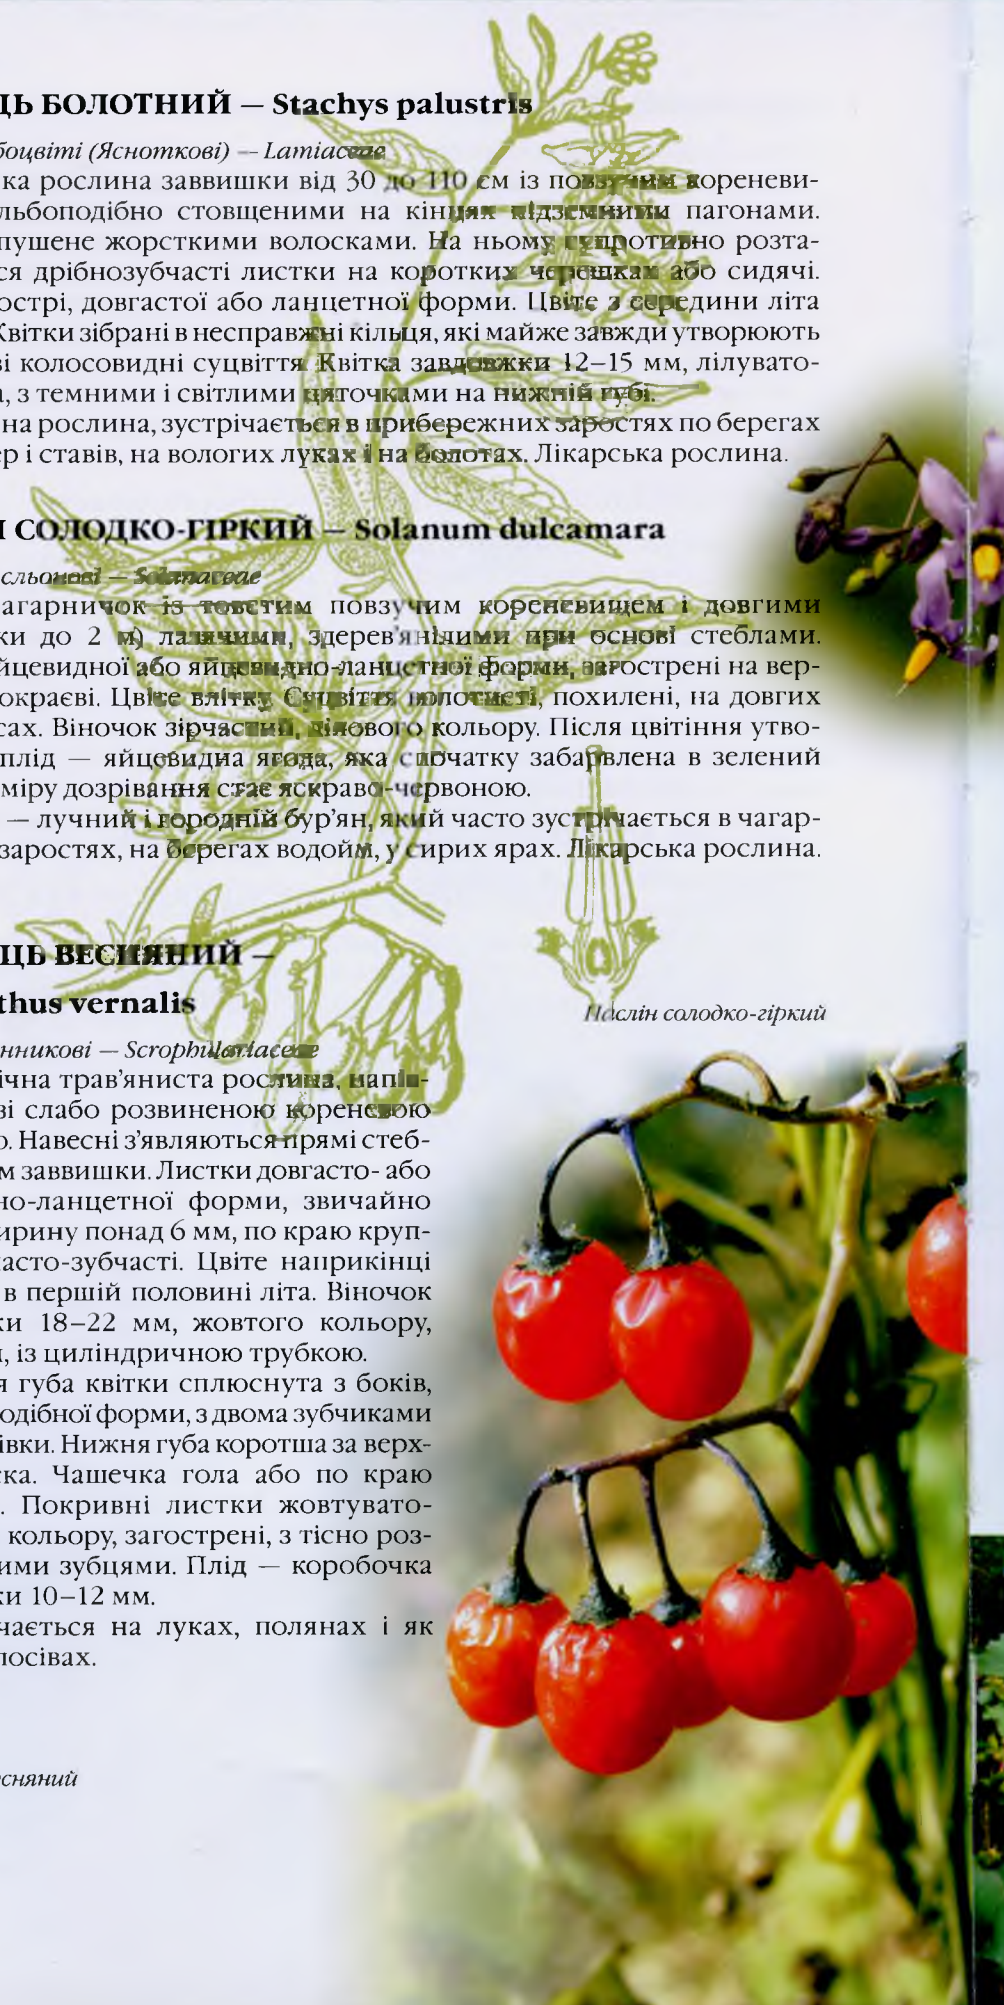 ЦЬ БОЛОТНИЙ — Stachys palustris
боцвіті (Ясноткові) — Lamiaceae
ка рослина заввишки від 30 до 110 см із повзучим кореневи-
льбоподібно стовщеними на кінцях підземними пагонами.
пушене жорсткими волосками. На ньому супротивно розта-
ся дрібнозубчасті листки на коротких черешках або сидячі.
острі, довгастої або ланцетної форми. Цвіте з середини літа
Квітки зібрані в несправжні кільця, які майже завжди утворюють
ві колосовидні суцвіття. Квітка завдовжки 12–15 мм, лілувато-
а, з темними і світлими цяточками на нижній губі.
на рослина, зустрічається в прибережних заростях по берегах
ер і ставів, на вологих луках і на болотах. Лікарська рослина.
СОЛОДКО-ГІРКИЙ — Solanum dulcamara
сльонові — Solanaceae
агарничок із товстим повзучим кореневищем і довгими
ки до 2 м) лазячими, здерев'янілими при основі стеблами.
йцевидної або яйцевидно-ланцетної форми, загострені на вер-
окраєві. Цвіте влітку. Суцвіття волотисті, похилені, на довгих
сах. Віночок зірчастий, лілового кольору. Після цвітіння утво-
плід — яйцевидна ягода, яка спочатку забарвлена в зелений
міру дозрівання стає яскраво-червоною.
— лучний і городній бур’ян, який часто зустрічається в чагар-
заростях, на берегах водойм, у сирих ярах. Лікарська рослина.
ЦЬ ВЕСНЯНИЙ —
thus vernalis
Паслін солодко-гіркий
нникові — Scrophulariaceae
ічна трав’яниста рослина, напів-
зі слабо розвиненою кореневою
ю. Навесні з’являються прямі стеб-
м заввишки. Листки довгасто- або
но-ланцетної форми, звичайно
ирину понад 6 мм, по краю круп-
часто-зубчасті. Цвіте наприкінці
в першій половині літа. Віночок
ки 18–22 мм, жовтого кольору,
, із циліндричною трубкою.
я губа квітки сплюснута з боків,
одібної форми, з двома зубчиками
івки. Нижня губа коротша за верх-
ска. Чашечка гола або по краю
. Покривні листки жовтувато-
кольору, загострені, з тісно роз-
ими зубцями. Плід — коробочка
ки 10–12 мм.
чається на луках, полянах і як
посівах.
сняний